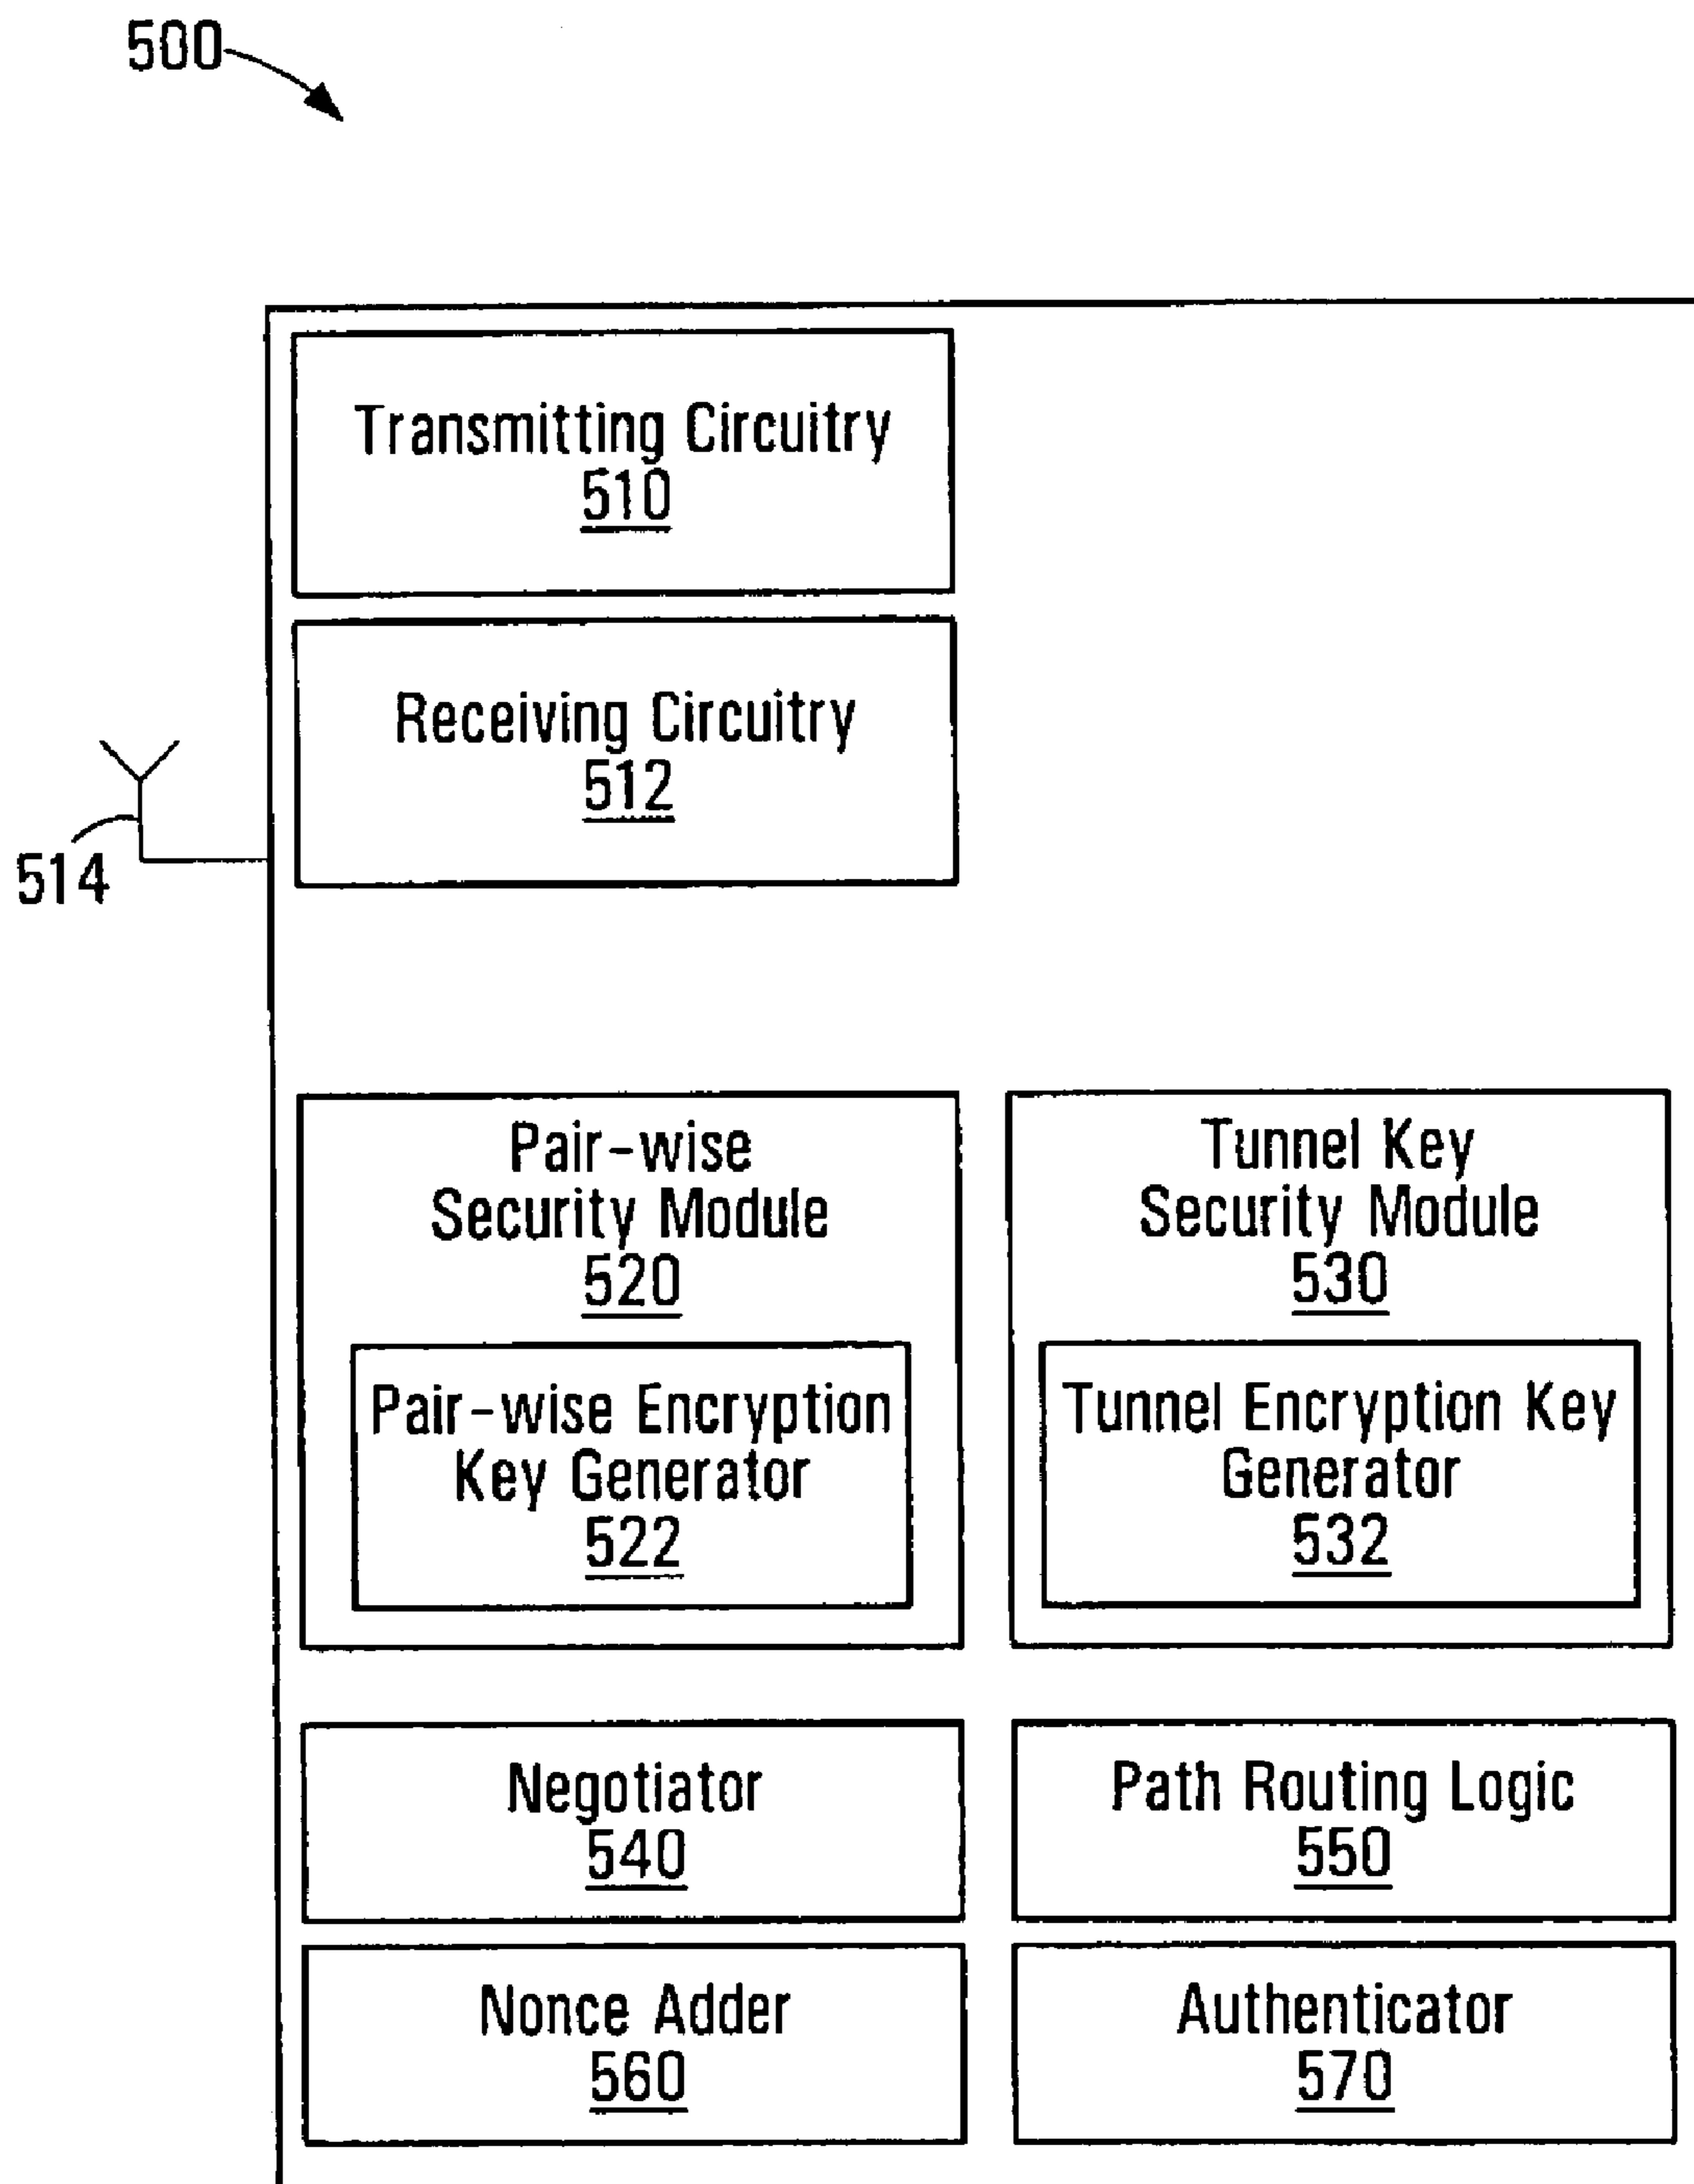 500
Transmitting Circuitry
510
Receiving Circuitry
512
514
Pair-wise
Security Module
520
Pair-wise Encryption
Key Generator
522
Tunnel Key
Security Module
530
Tunnel Encryption Key
Generator
532
Negotiator
540
Path Routing Logic
550
Nonce Adder
560
Authenticator
570